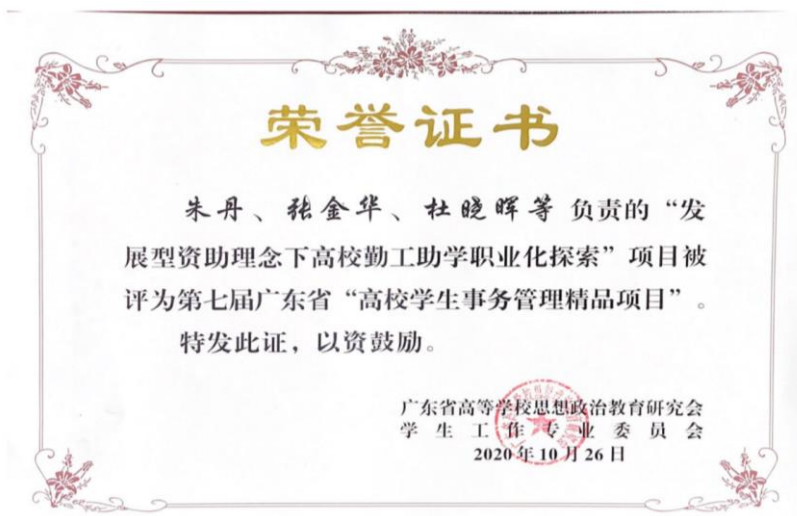 荣誉证书
朱丹、张金华、杜晓晖等负责的“发
展型资助理念下高校勤工助学职业化探索”项目被
评为第七届广东省“高校学生事务管理精品项目”。
特发此证，以资鼓励。
广东省高等学校思想政治教育研究会
学生工作专业委员会
2020年10月26日